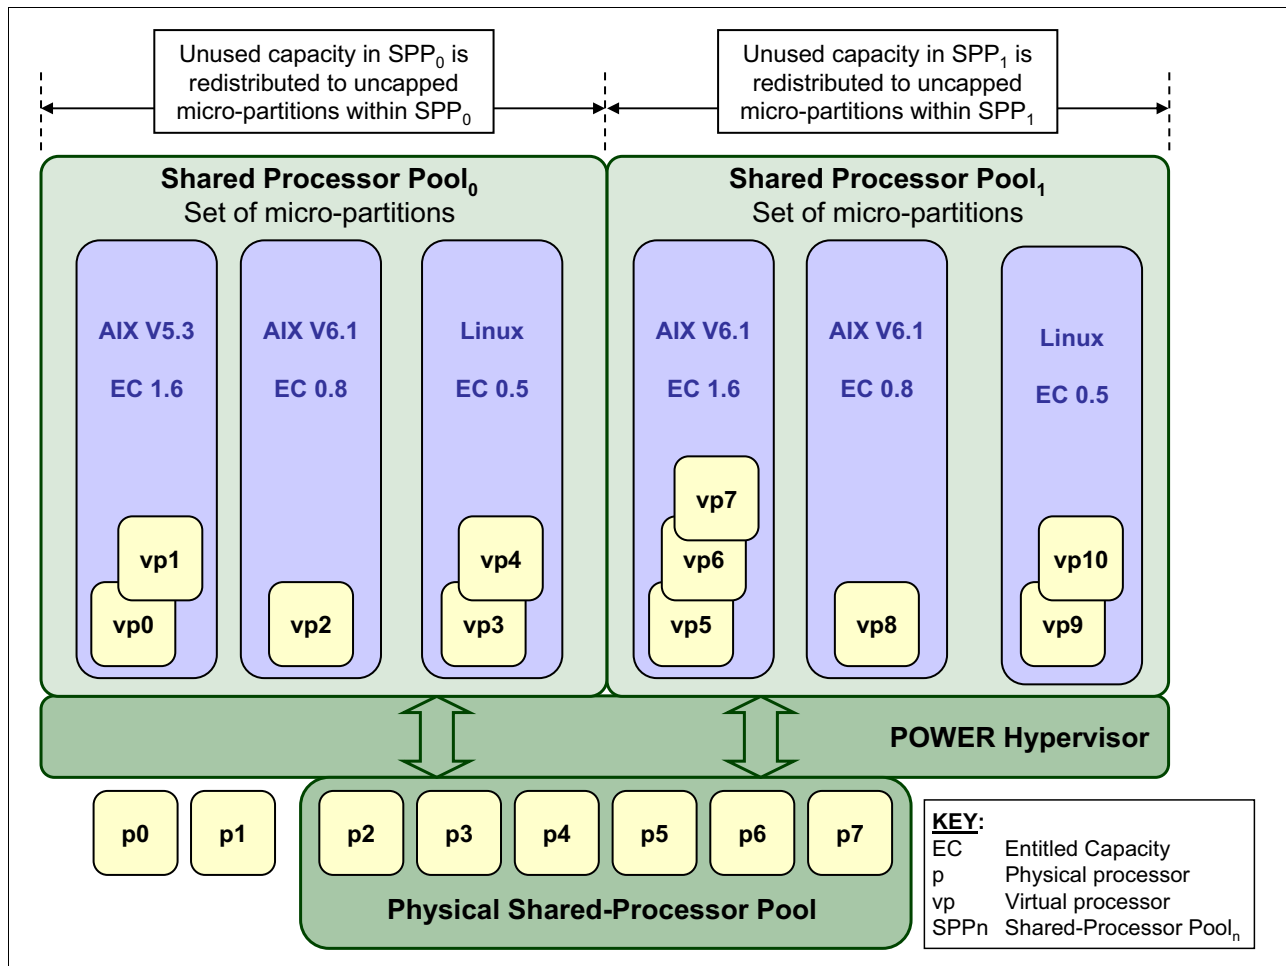 Unused capacity in SPP0 is
redistributed to uncapped
micro-partitions within SPP0
Unused capacity in SPP1 is
redistributed to uncapped
micro-partitions within SPP1
Shared Processor Pool0
Set of micro-partitions
AIX V5.3
EC 1.6
vp1
vp0
AIX V6.1
EC 0.8
vp2
Linux
EC 0.5
vp4
vp3
Shared Processor Pool1
Set of micro-partitions
AIX V6.1
EC 1.6
vp7
vp6
vp5
AIX V6.1
EC 0.8
vp8
Linux
EC 0.5
vp10
vp9
POWER Hypervisor
p0
p1
p2
p3
p4
p5
p6
p7
Physical Shared-Processor Pool
KEY:
EC Entitled Capacity
p Physical processor
vp Virtual processor
SPPn Shared-Processor Pooln